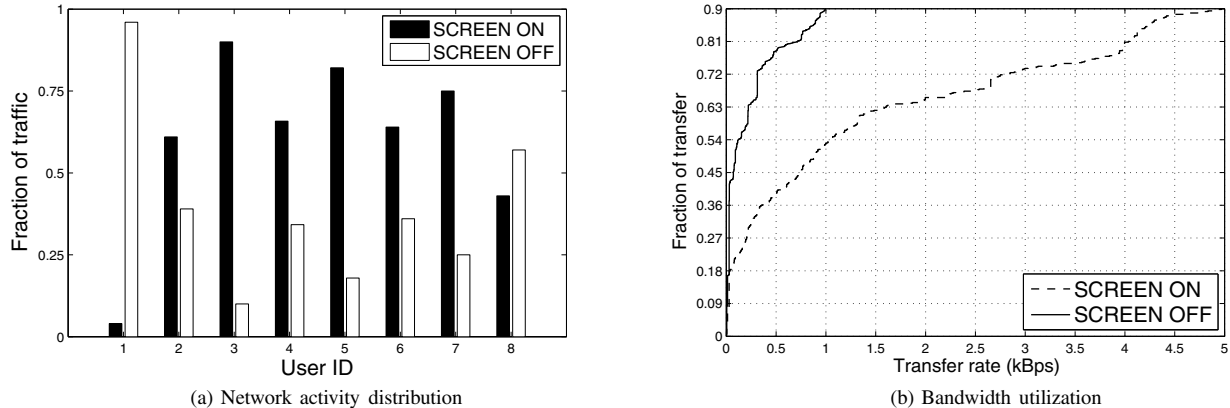 1
0.75
0.5
0.25
0
Fraction of traffic
SCREEN ON
SCREEN OFF
1 2 3 4 5 6 7 8
User ID
(a) Network activity distribution
0.9
0.81
0.72
0.63
0.54
0.45
0.36
0.27
0.18
0.09
0
Fraction of transfer
SCREEN ON
SCREEN OFF
0 0.5 1 1.5 2 2.5 3 3.5 4 4.5 5
Transfer rate (kBps)
(b) Bandwidth utilization